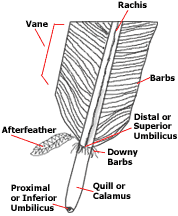 Rachis
Vane
Barbs
Distal or
Superior
Umbilicus
Afterfeather
Downy
Barbs
Proximal
or Inferior
Umbilicus
Quill or
Calamus